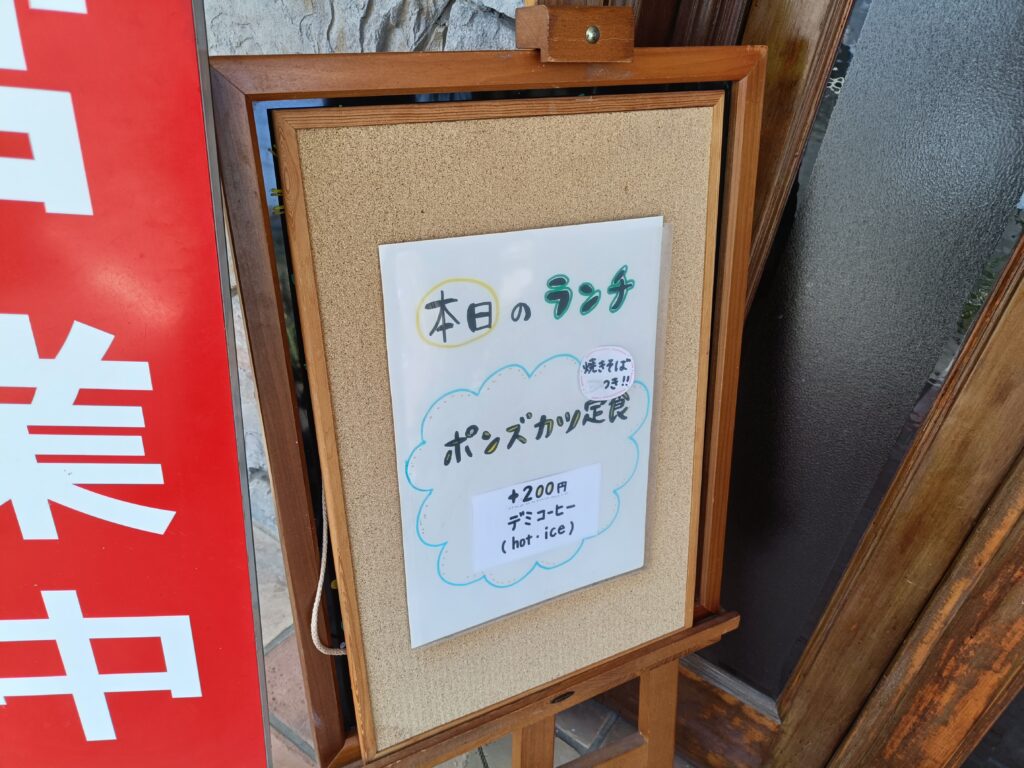 営業中
本日のランチ
焼きそば
つき!!
ポンズカツ定食
+200円
デミコーヒー
(hot・ice)